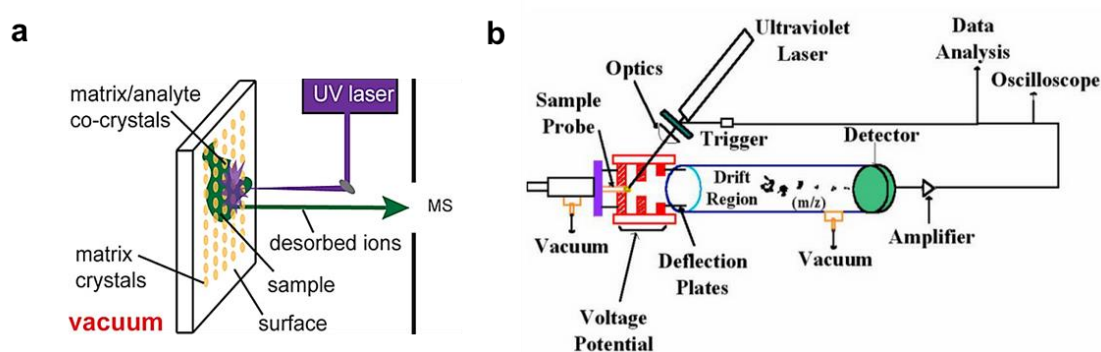 a
matrix/analyte
co-crystals
UV laser
MS
desorbed ions
matrix
crystals
sample
vacuum
surface
b
Ultraviolet
Laser
Data
Analysis
Optics
Oscilloscope
Sample
Probe
Trigger
Detector
Drift
Region
(m/z)
Vacuum
Amplifier
Deflection
Plates
Vacuum
Voltage
Potential